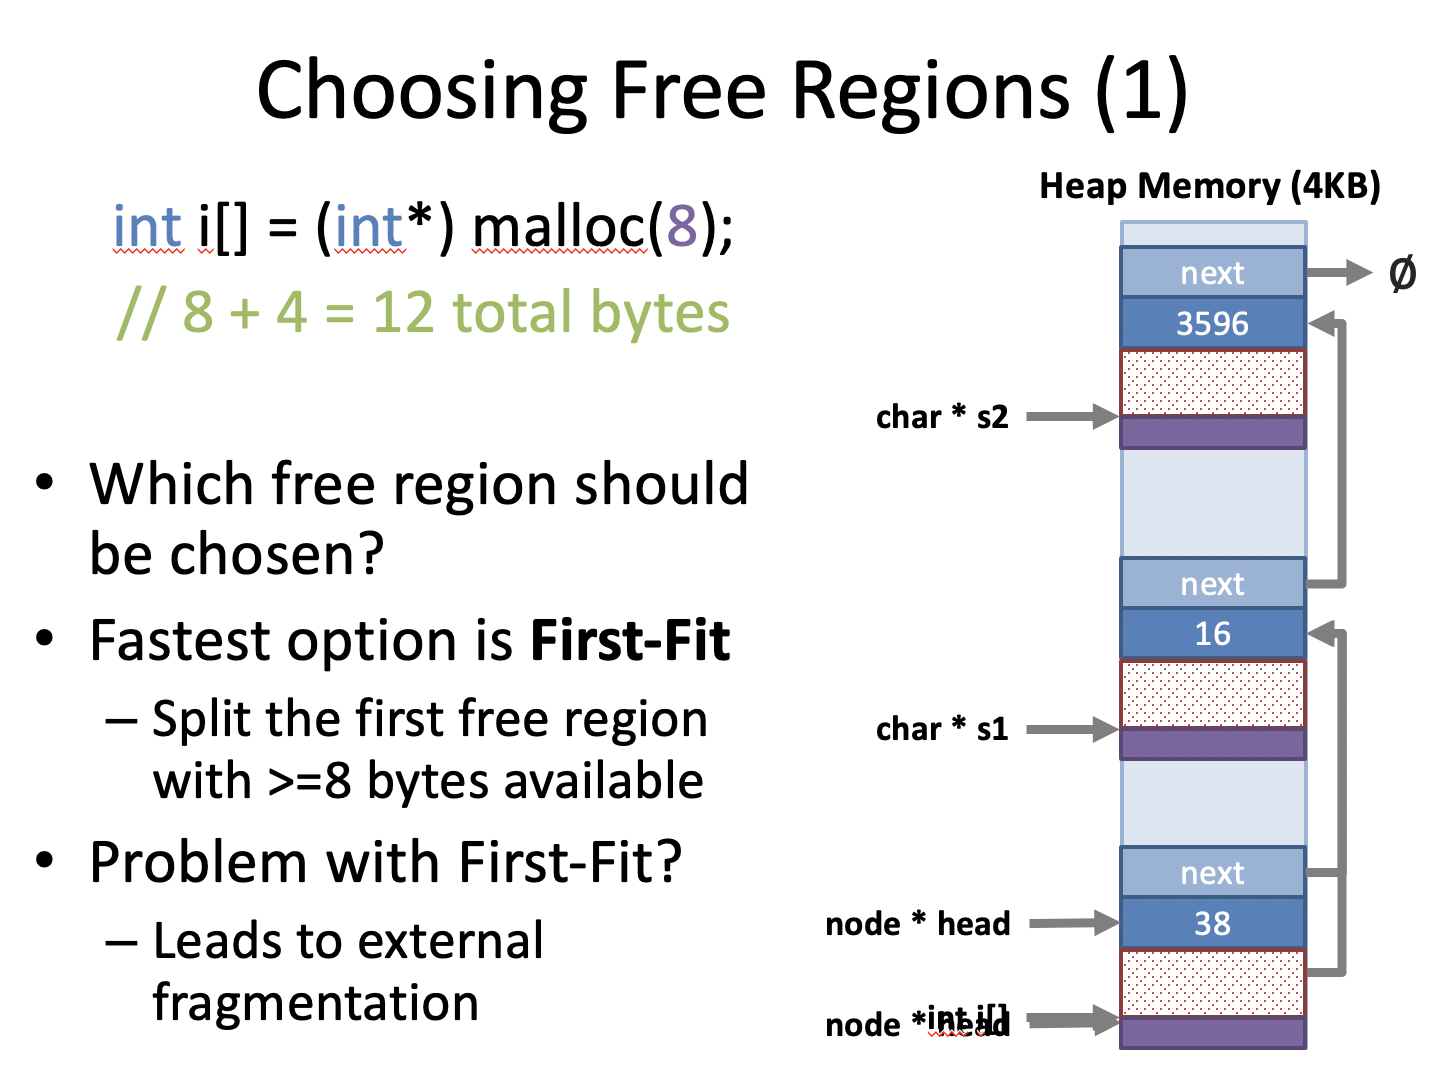 Choosing Free Regions (1)
int i[] = (int*) malloc(8);
// 8 + 4 = 12 total bytes
• Which free region should
be chosen?
• Fastest option is First-Fit
– Split the first free region
with >=8 bytes available
• Problem with First-Fit?
– Leads to external
fragmentation
Heap Memory (4KB)
next
Ø
3596
char * s2
next
16
char * s1
next
node * head
38
node * head
int i[]